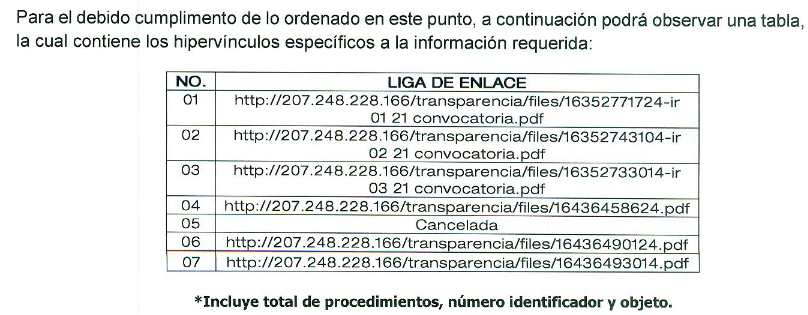 Para el debido cumplimento de lo ordenado en este punto, a continuación podrá observar una tabla,
la cual contiene los hipervínculos específicos a la información requerida:
NO. LIGA DE ENLACE
01 http://207.248.228.166/transparencia/files/16352771724-ir
01 21 convocatoria.pdf
02 http://207.248.228.166/transparencia/files/16352743104-ir
02 21 convocatoria.pdf
03 http://207.248.228.166/transparencia/files/16352733014-ir
03 21 convocatoria.pdf
04 http://207.248.228.166/transparencia/files/16436458624.pdf
05 Cancelada
06 http://207.248.228.166/transparencia/files/16436490124.pdf
07 http://207.248.228.166/transparencia/files/16436493014.pdf
*Incluye total de procedimientos, número identificador y objeto.